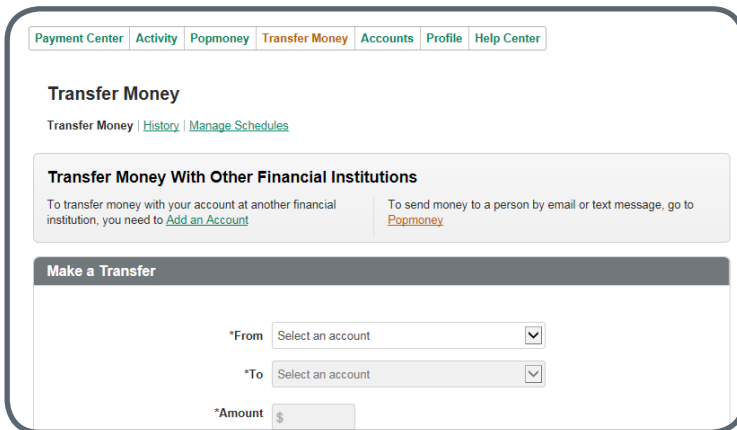 Payment Center Activity Popmoney Transfer Money Accounts Profile Help Center
Transfer Money
Transfer Money | History | Manage Schedules
Transfer Money With Other Financial Institutions
To transfer money with your account at another financial
institution, you need to Add an Account
To send money to a person by email or text message, go to
Popmoney
Make a Transfer
*From Select an account
*To Select an account
*Amount $